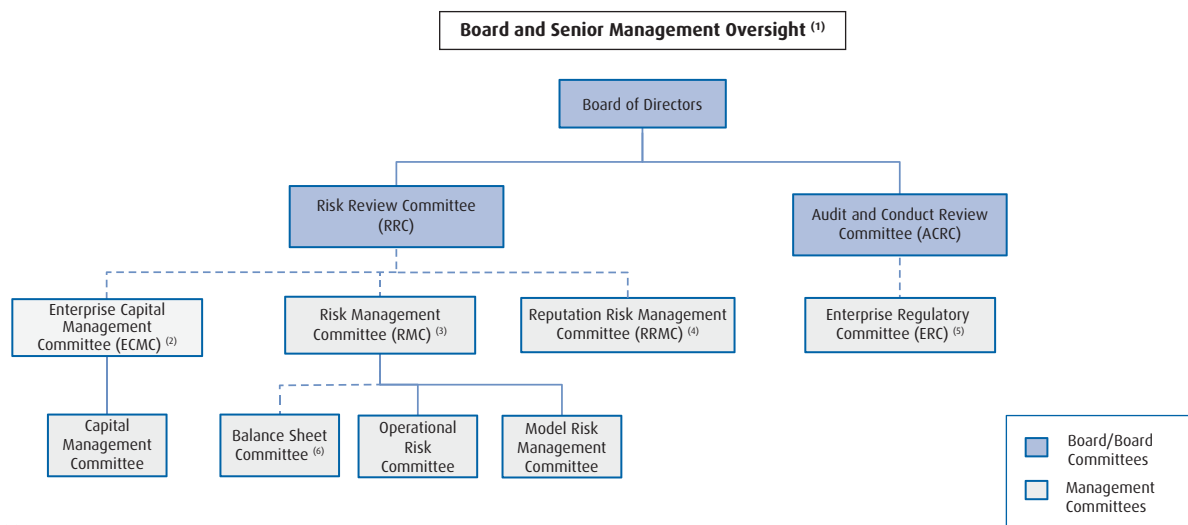 Board and Senior Management Oversight (1)
Board of Directors
Risk Review Committee
(RRC)
Audit and Conduct Review
Committee (ACRC)
Enterprise Capital
Management
Committee (ECMC) (2)
Risk Management
Committee (RMC) (3)
Reputation Risk Management
Committee (RRMC) (4)
Enterprise Regulatory
Committee (ERC) (5)
Capital
Management
Committee
Balance Sheet
Committee (6)
Operational
Risk
Committee
Model Risk
Management
Committee
Board/Board
Committees
Management
Committees